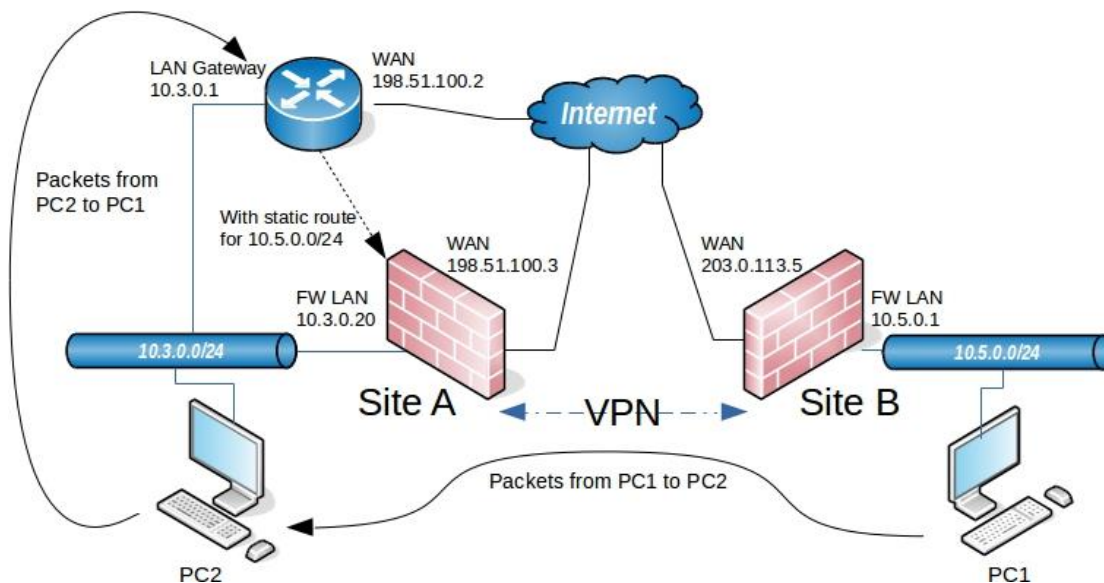 LAN Gateway
10.3.0.1
WAN
198.51.100.2
Internet
Packets from
PC2 to PC1
With static route
for 10.5.0.0/24
WAN
198.51.100.3
WAN
203.0.113.5
FW LAN
10.3.0.20
FW LAN
10.5.0.1
10.3.0.0/24
10.5.0.0/24
Site A
VPN
Site B
Packets from PC1 to PC2
PC2
PC1